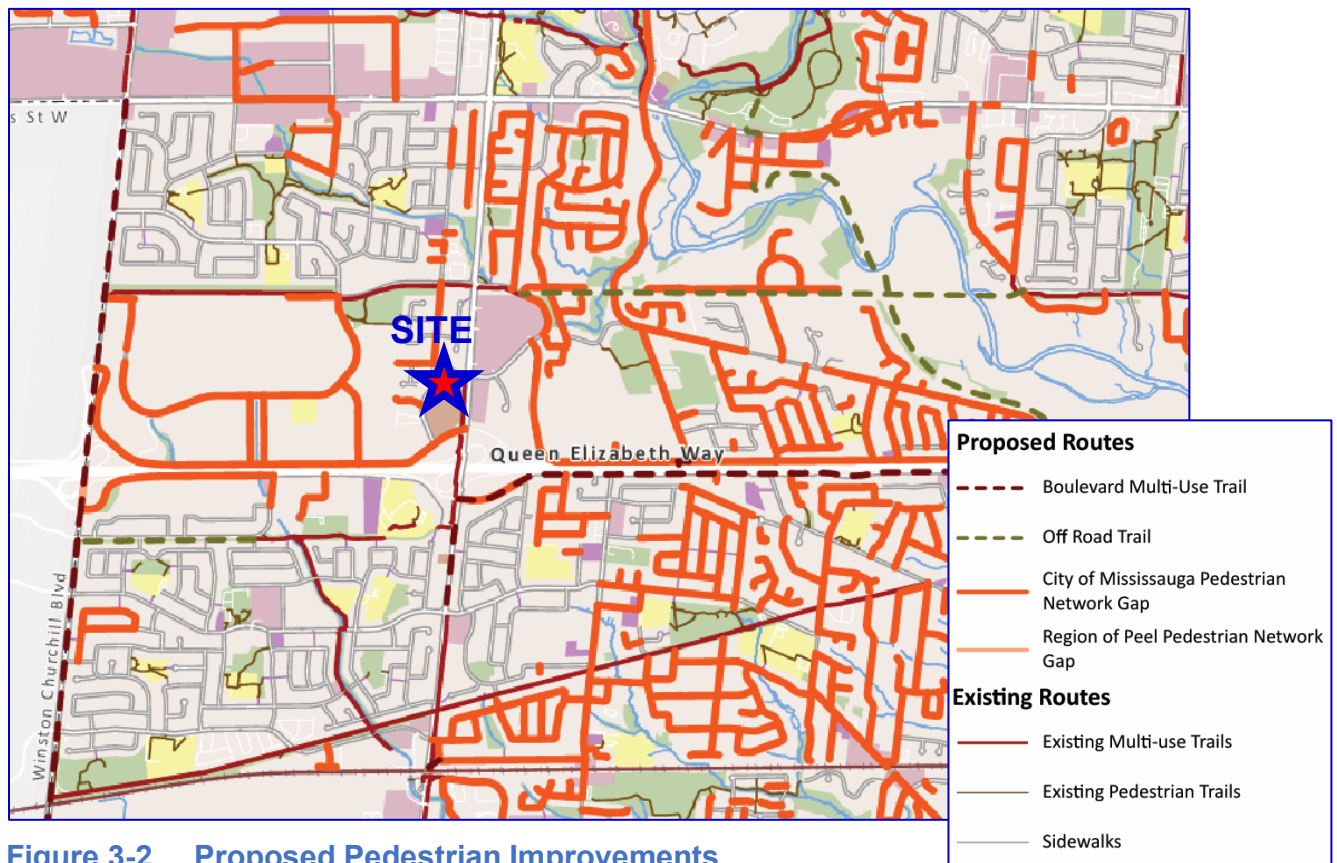 s St W
SITE
Queen Elizabeth Way
Winston Churchill Blvd
Proposed Routes
Boulevard Multi-Use Trail
Off Road Trail
City of Mississauga Pedestrian
Network Gap
Region of Peel Pedestrian Network
Gap
Existing Routes
Existing Multi-use Trails
Existing Pedestrian Trails
Sidewalks
Figure 3-2 Proposed Pedestrian Improvements